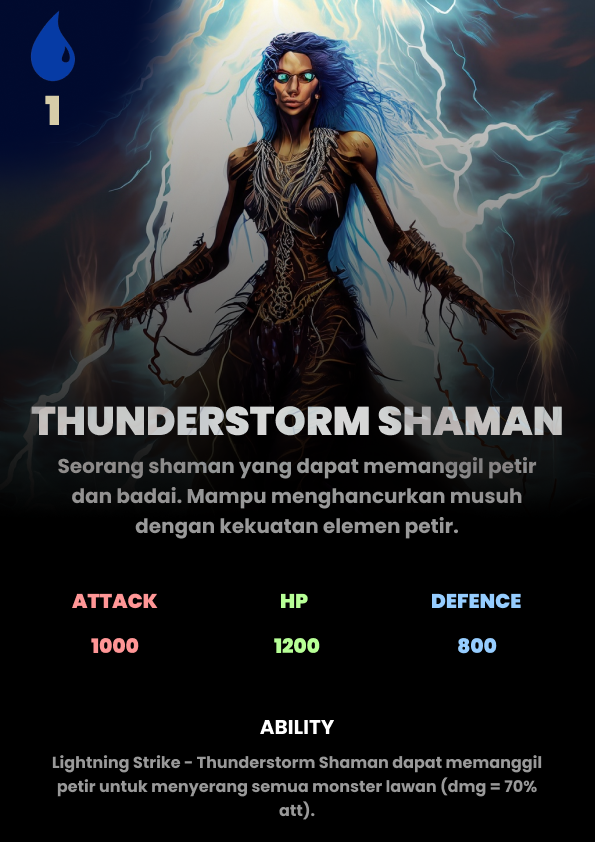 1
THUNDERSTORM SHAMAN
Seorang shaman yang dapat memanggil petir
dan badai. Mampu menghancurkan musuh
dengan kekuatan elemen petir.
ATTACK HP DEFENCE
1000 1200 800
ABILITY
Lightning Strike - Thunderstorm Shaman dapat memanggil
petir untuk menyerang semua monster lawan (dmg = 70%
att).